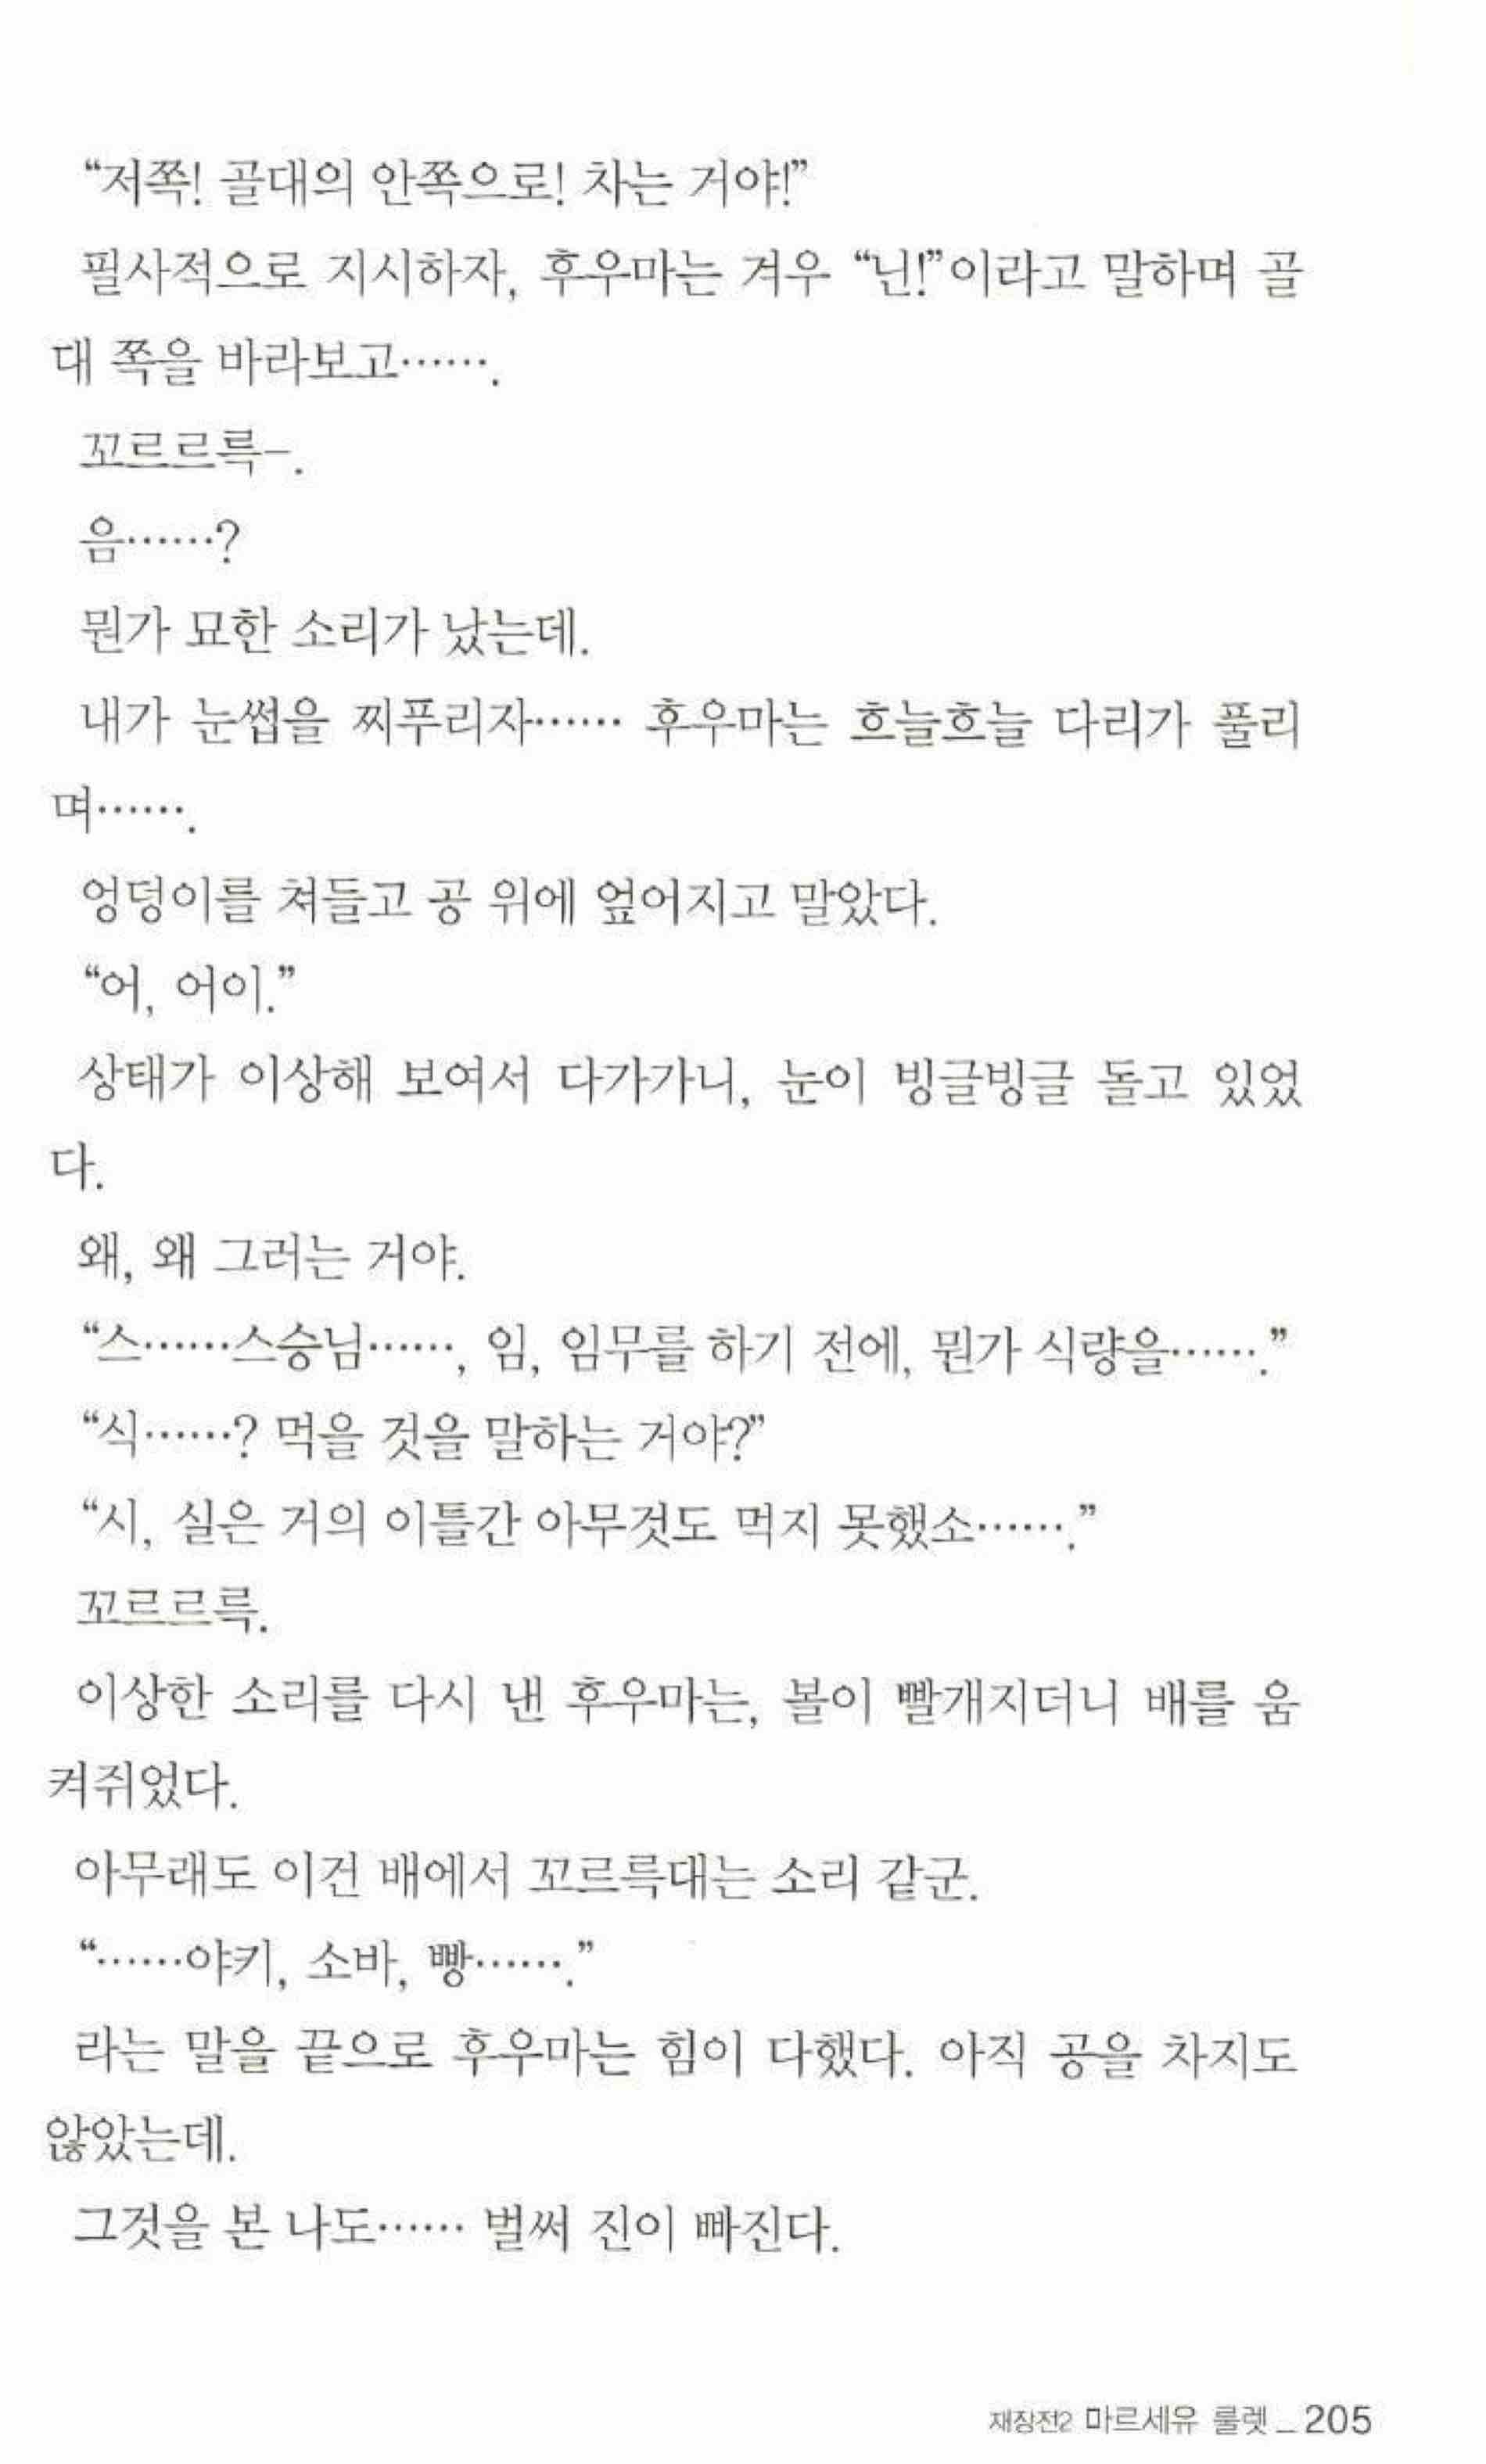 “저쪽! 골대의 안쪽으로! 차는 거야!”
필사적으로 지시하자, 후우마는 겨우 “닌!”이라고 말하며 골
대 쪽을 바라보고…….
꼬르르륵-.
음……?
뭔가 묘한 소리가 났는데.
내가 눈썹을 찌푸리자…… 후우마는 흐늘흐늘 다리가 풀리
며…….
엉덩이를 쳐들고 공 위에 엎어지고 말았다.
“어, 어이.”
상태가 이상해 보여서 다가가니, 눈이 빙글빙글 돌고 있었
다.
왜, 왜 그러는 거야.
“스……스승님……, 임, 임무를 하기 전에, 뭔가 식량을…….”
“식……? 먹을 것을 말하는 거야?”
“시, 실은 거의 이틀간 아무것도 먹지 못했소…….”
꼬르르륵.
이상한 소리를 다시 낸 후우마는, 볼이 빨개지더니 배를 움
켜쥐었다.
아무래도 이건 배에서 꼬르륵대는 소리 같군.
“……야키, 소바, 빵…….”
라는 말을 끝으로 후우마는 힘이 다했다. 아직 공을 차지도
않았는데.
그것을 본 나도…… 벌써 진이 빠진다.
재장전2 마르세유 룰렛 _ 205